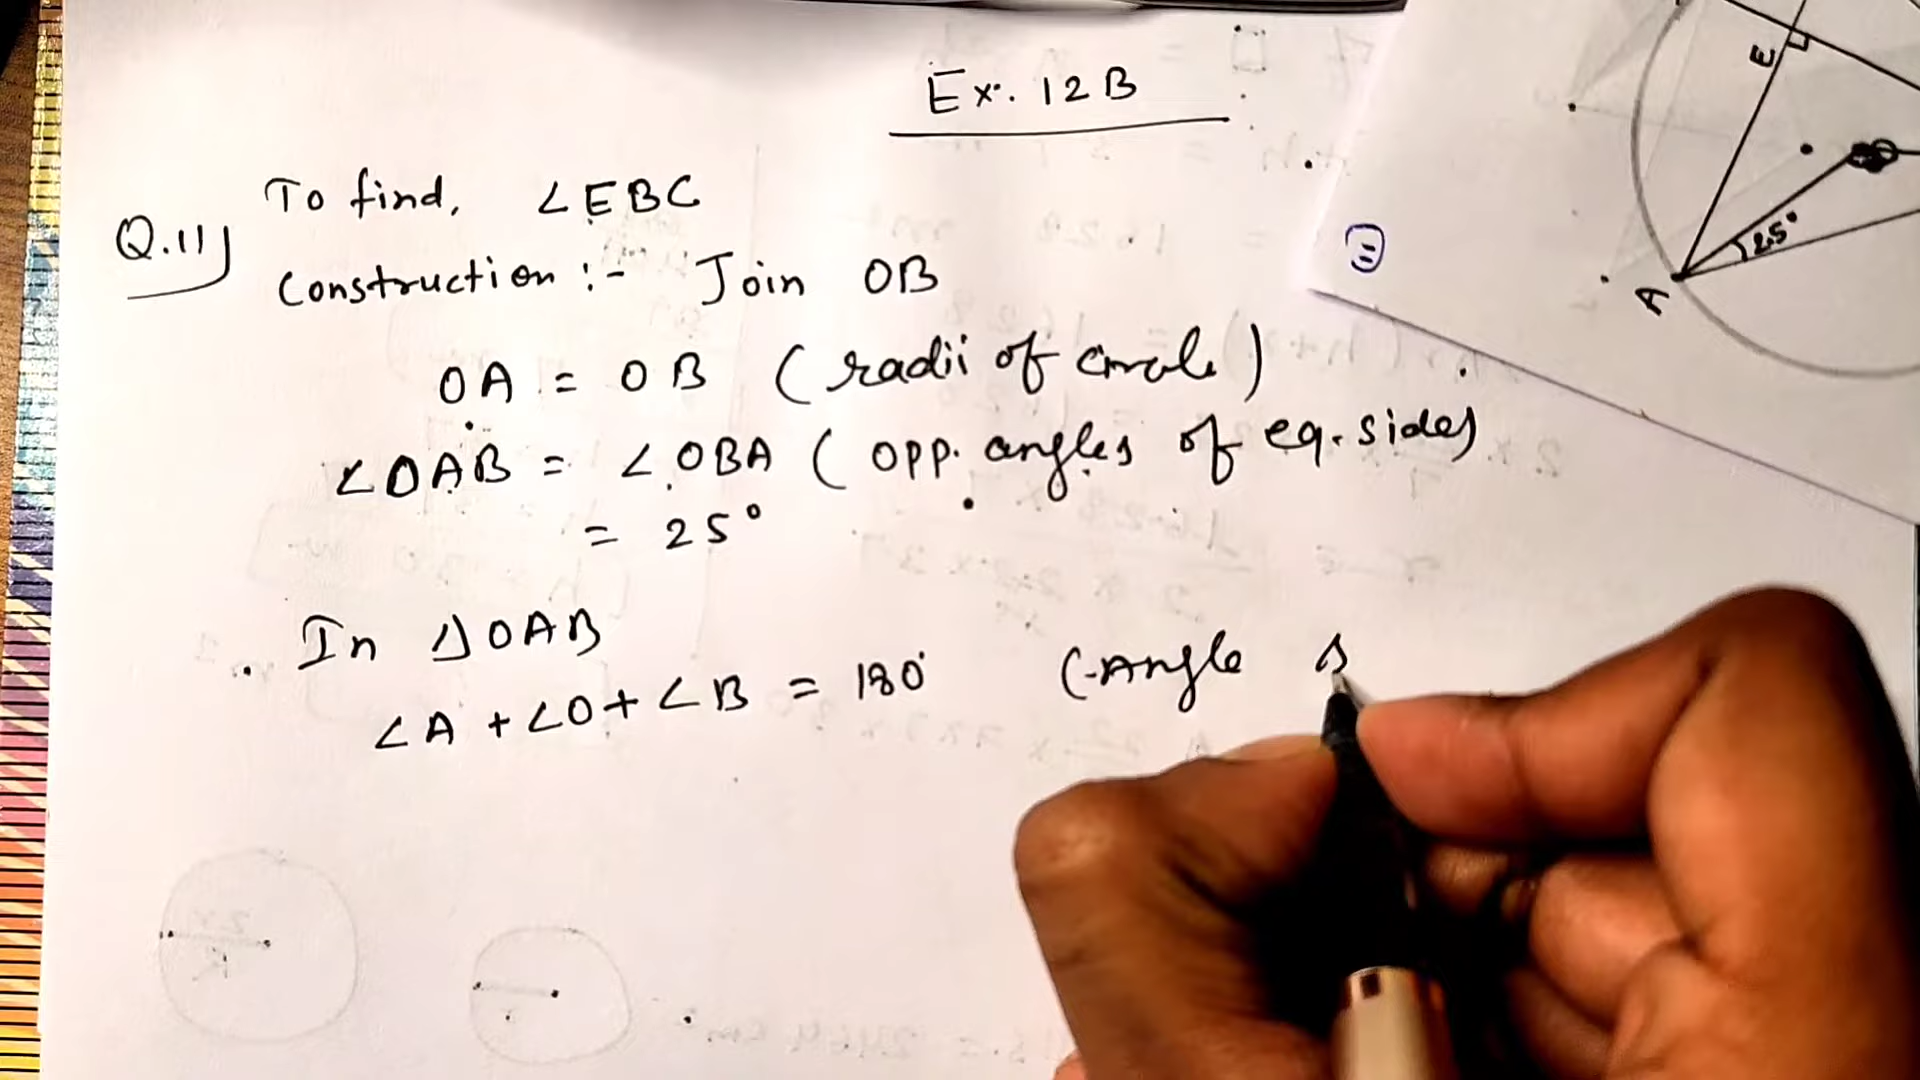 Ex. 12B
Q.11) To find, ∠EBC
Construction :- Join OB
OA = OB (radii of circle)
∠OAB = ∠OBA (opp. angles of eq. sides)
= 25°
In △OAB
∠A + ∠O + ∠B = 180° (Angle s
E
25°
A